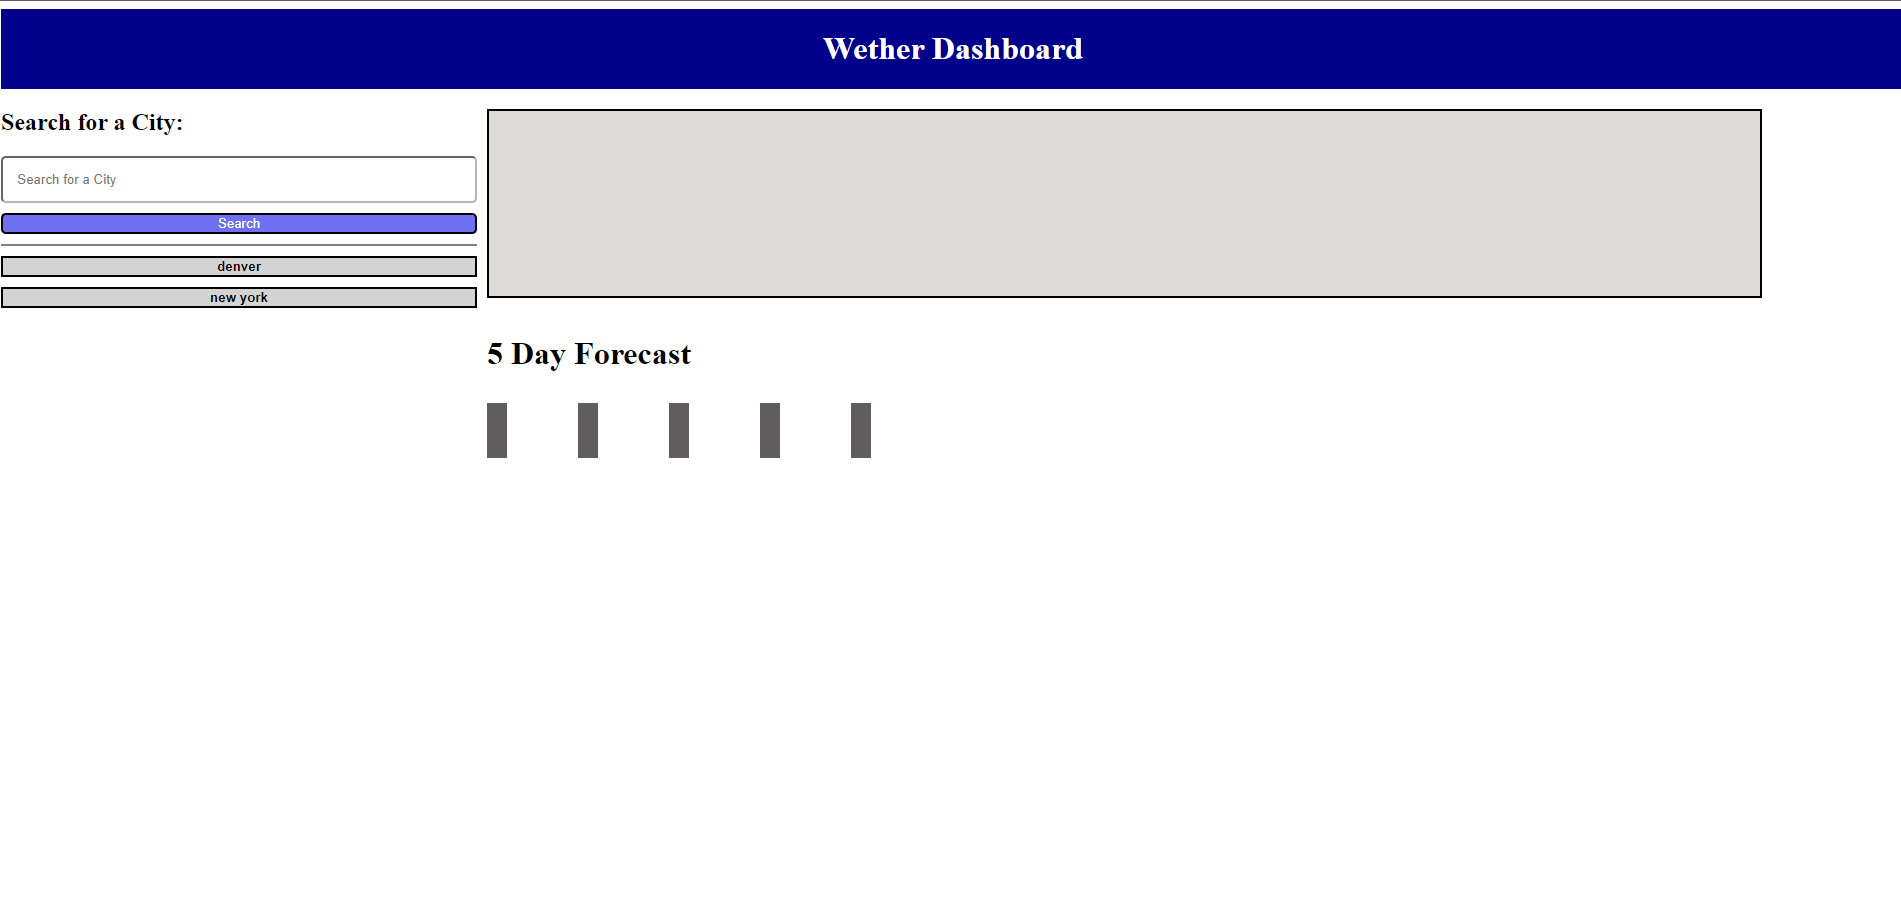 Wether Dashboard
Search for a City:
Search for a City
Search
denver
new york
5 Day Forecast